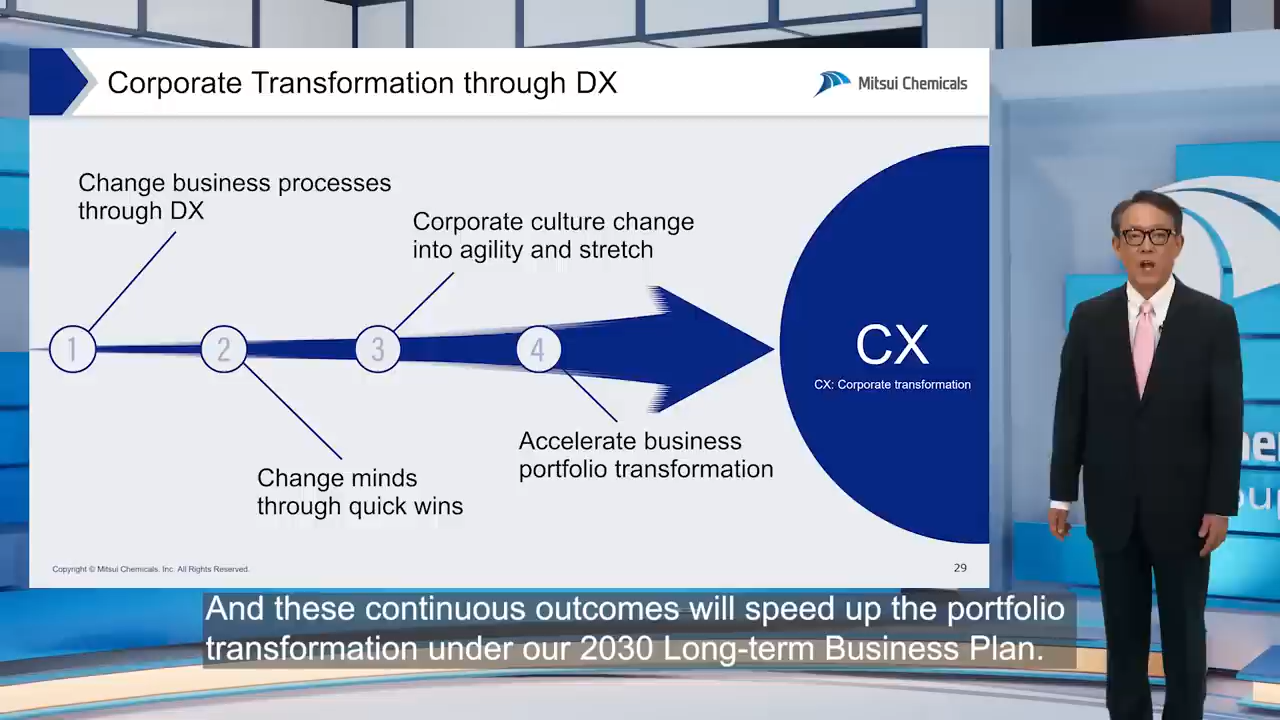 Corporate Transformation through DX
Mitsui Chemicals
Change business processes
through DX
Corporate culture change
into agility and stretch
1
2
3
4
CX
CX: Corporate transformation
Accelerate business
portfolio transformation
Change minds
through quick wins
Copyright © Mitsui Chemicals. Inc. All Rights Reserved.
29
And these continuous outcomes will speed up the portfolio
transformation under our 2030 Long-term Business Plan.